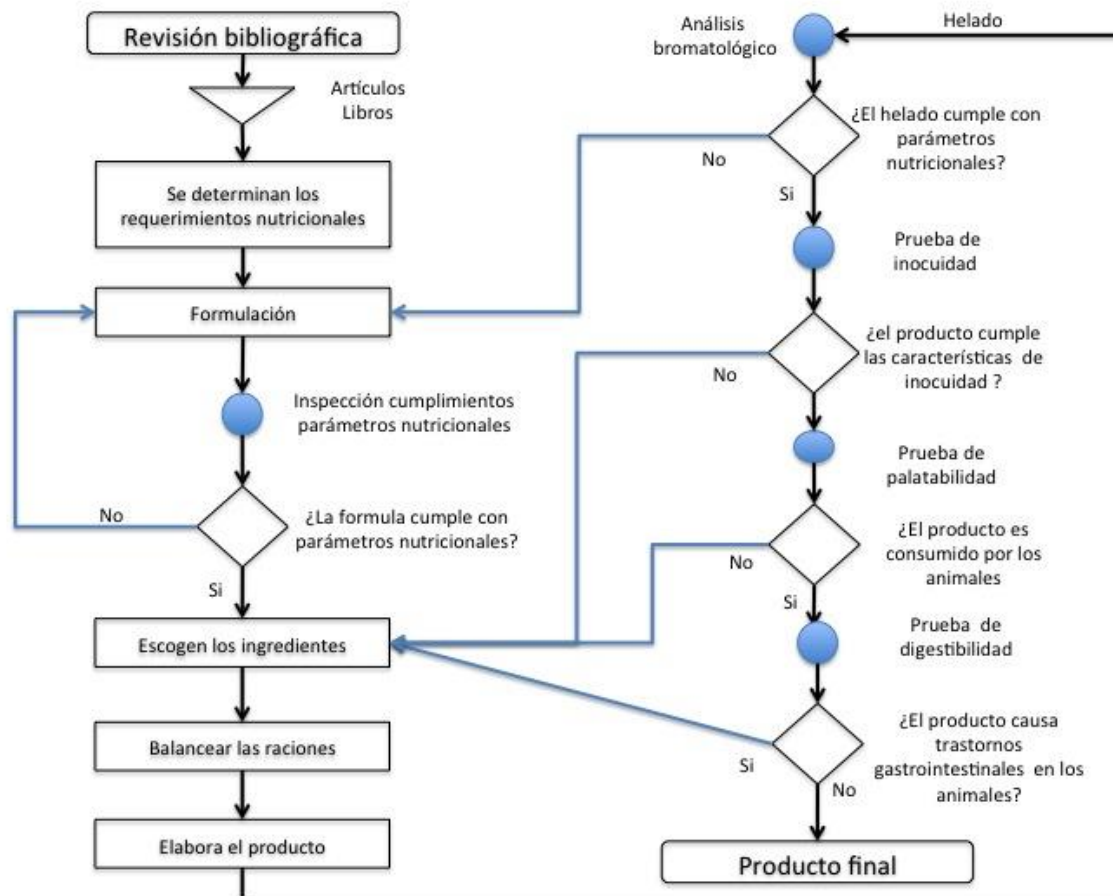 Revisión bibliográfica
Artículos
Libros
Se determinan los
requerimientos nutricionales
Formulación
Inspección cumplimientos
parámetros nutricionales
No
¿La formula cumple con
parámetros nutricionales?
Si
Escogen los ingredientes
Balancear las raciones
Elabora el producto
Helado
Análisis
bromatológico
¿El helado cumple con
parámetros
nutricionales?
No
Si
Prueba de
inocuidad
¿el producto cumple
las características de
inocuidad ?
No
Prueba de
palatabilidad
¿El producto es
consumido por los
animales
No
Si
Prueba de
digestibilidad
¿El producto causa
trastornos
gastrointestinales en los
animales?
Si
No
Producto final